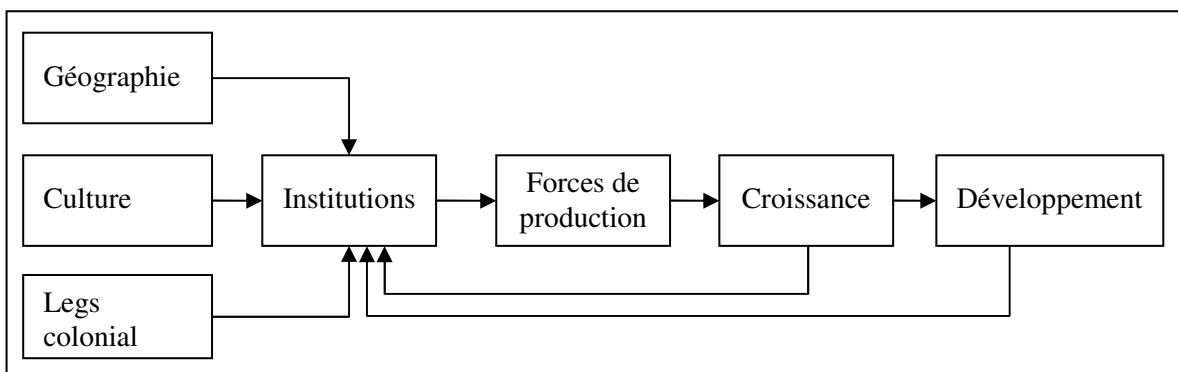 Géographie
Culture
Institutions
Forces de
production
Croissance
Développement
Legs
colonial